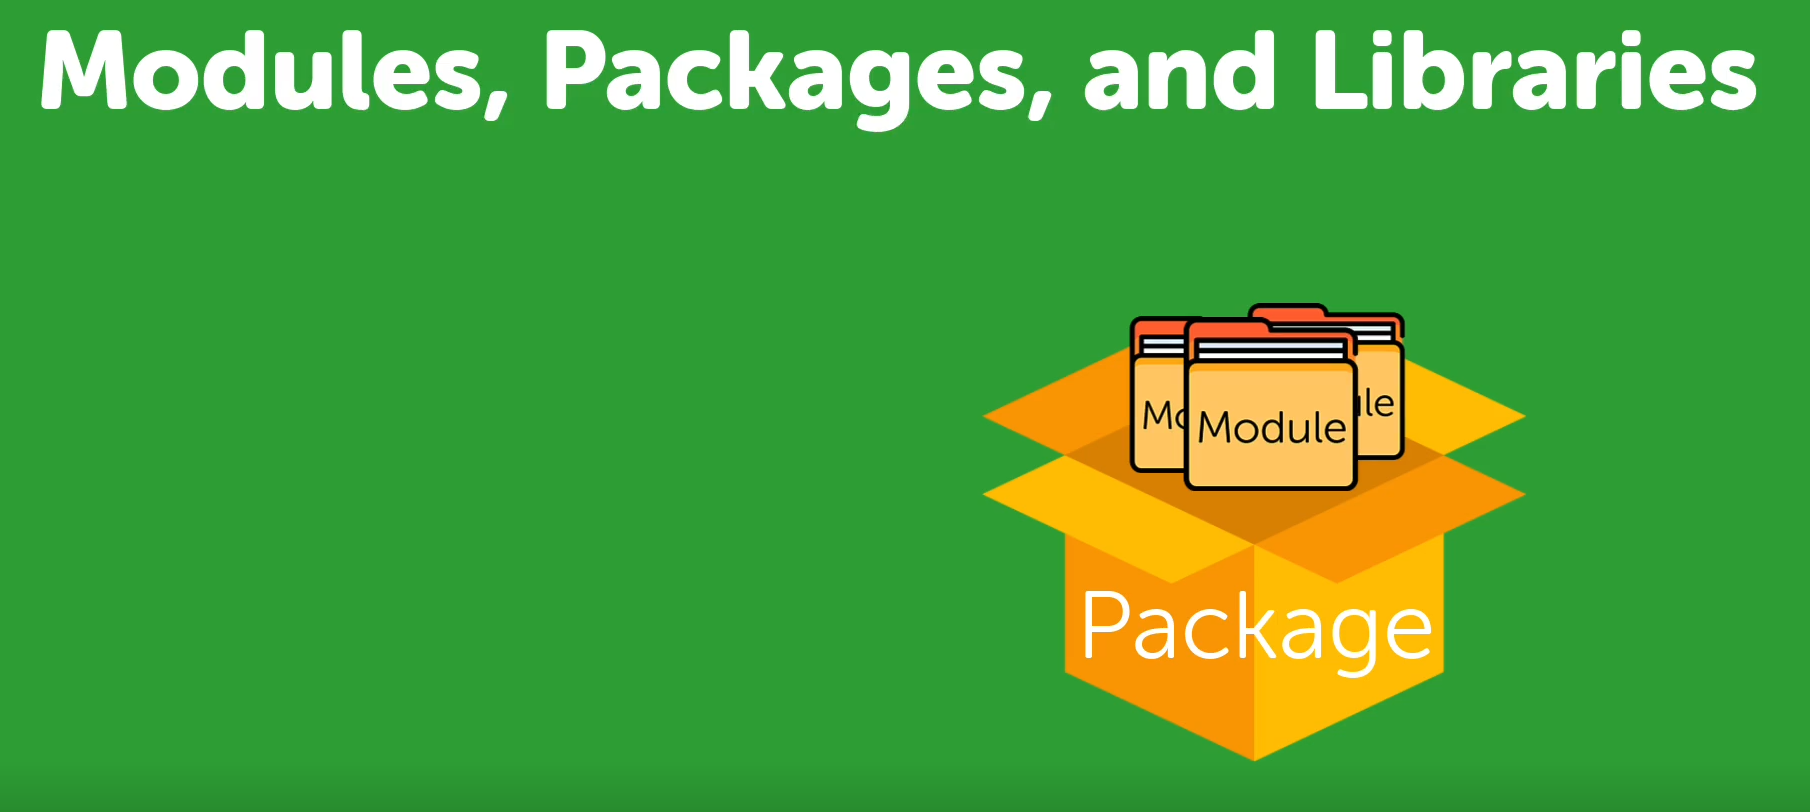 Modules, Packages, and Libraries
Module
Package